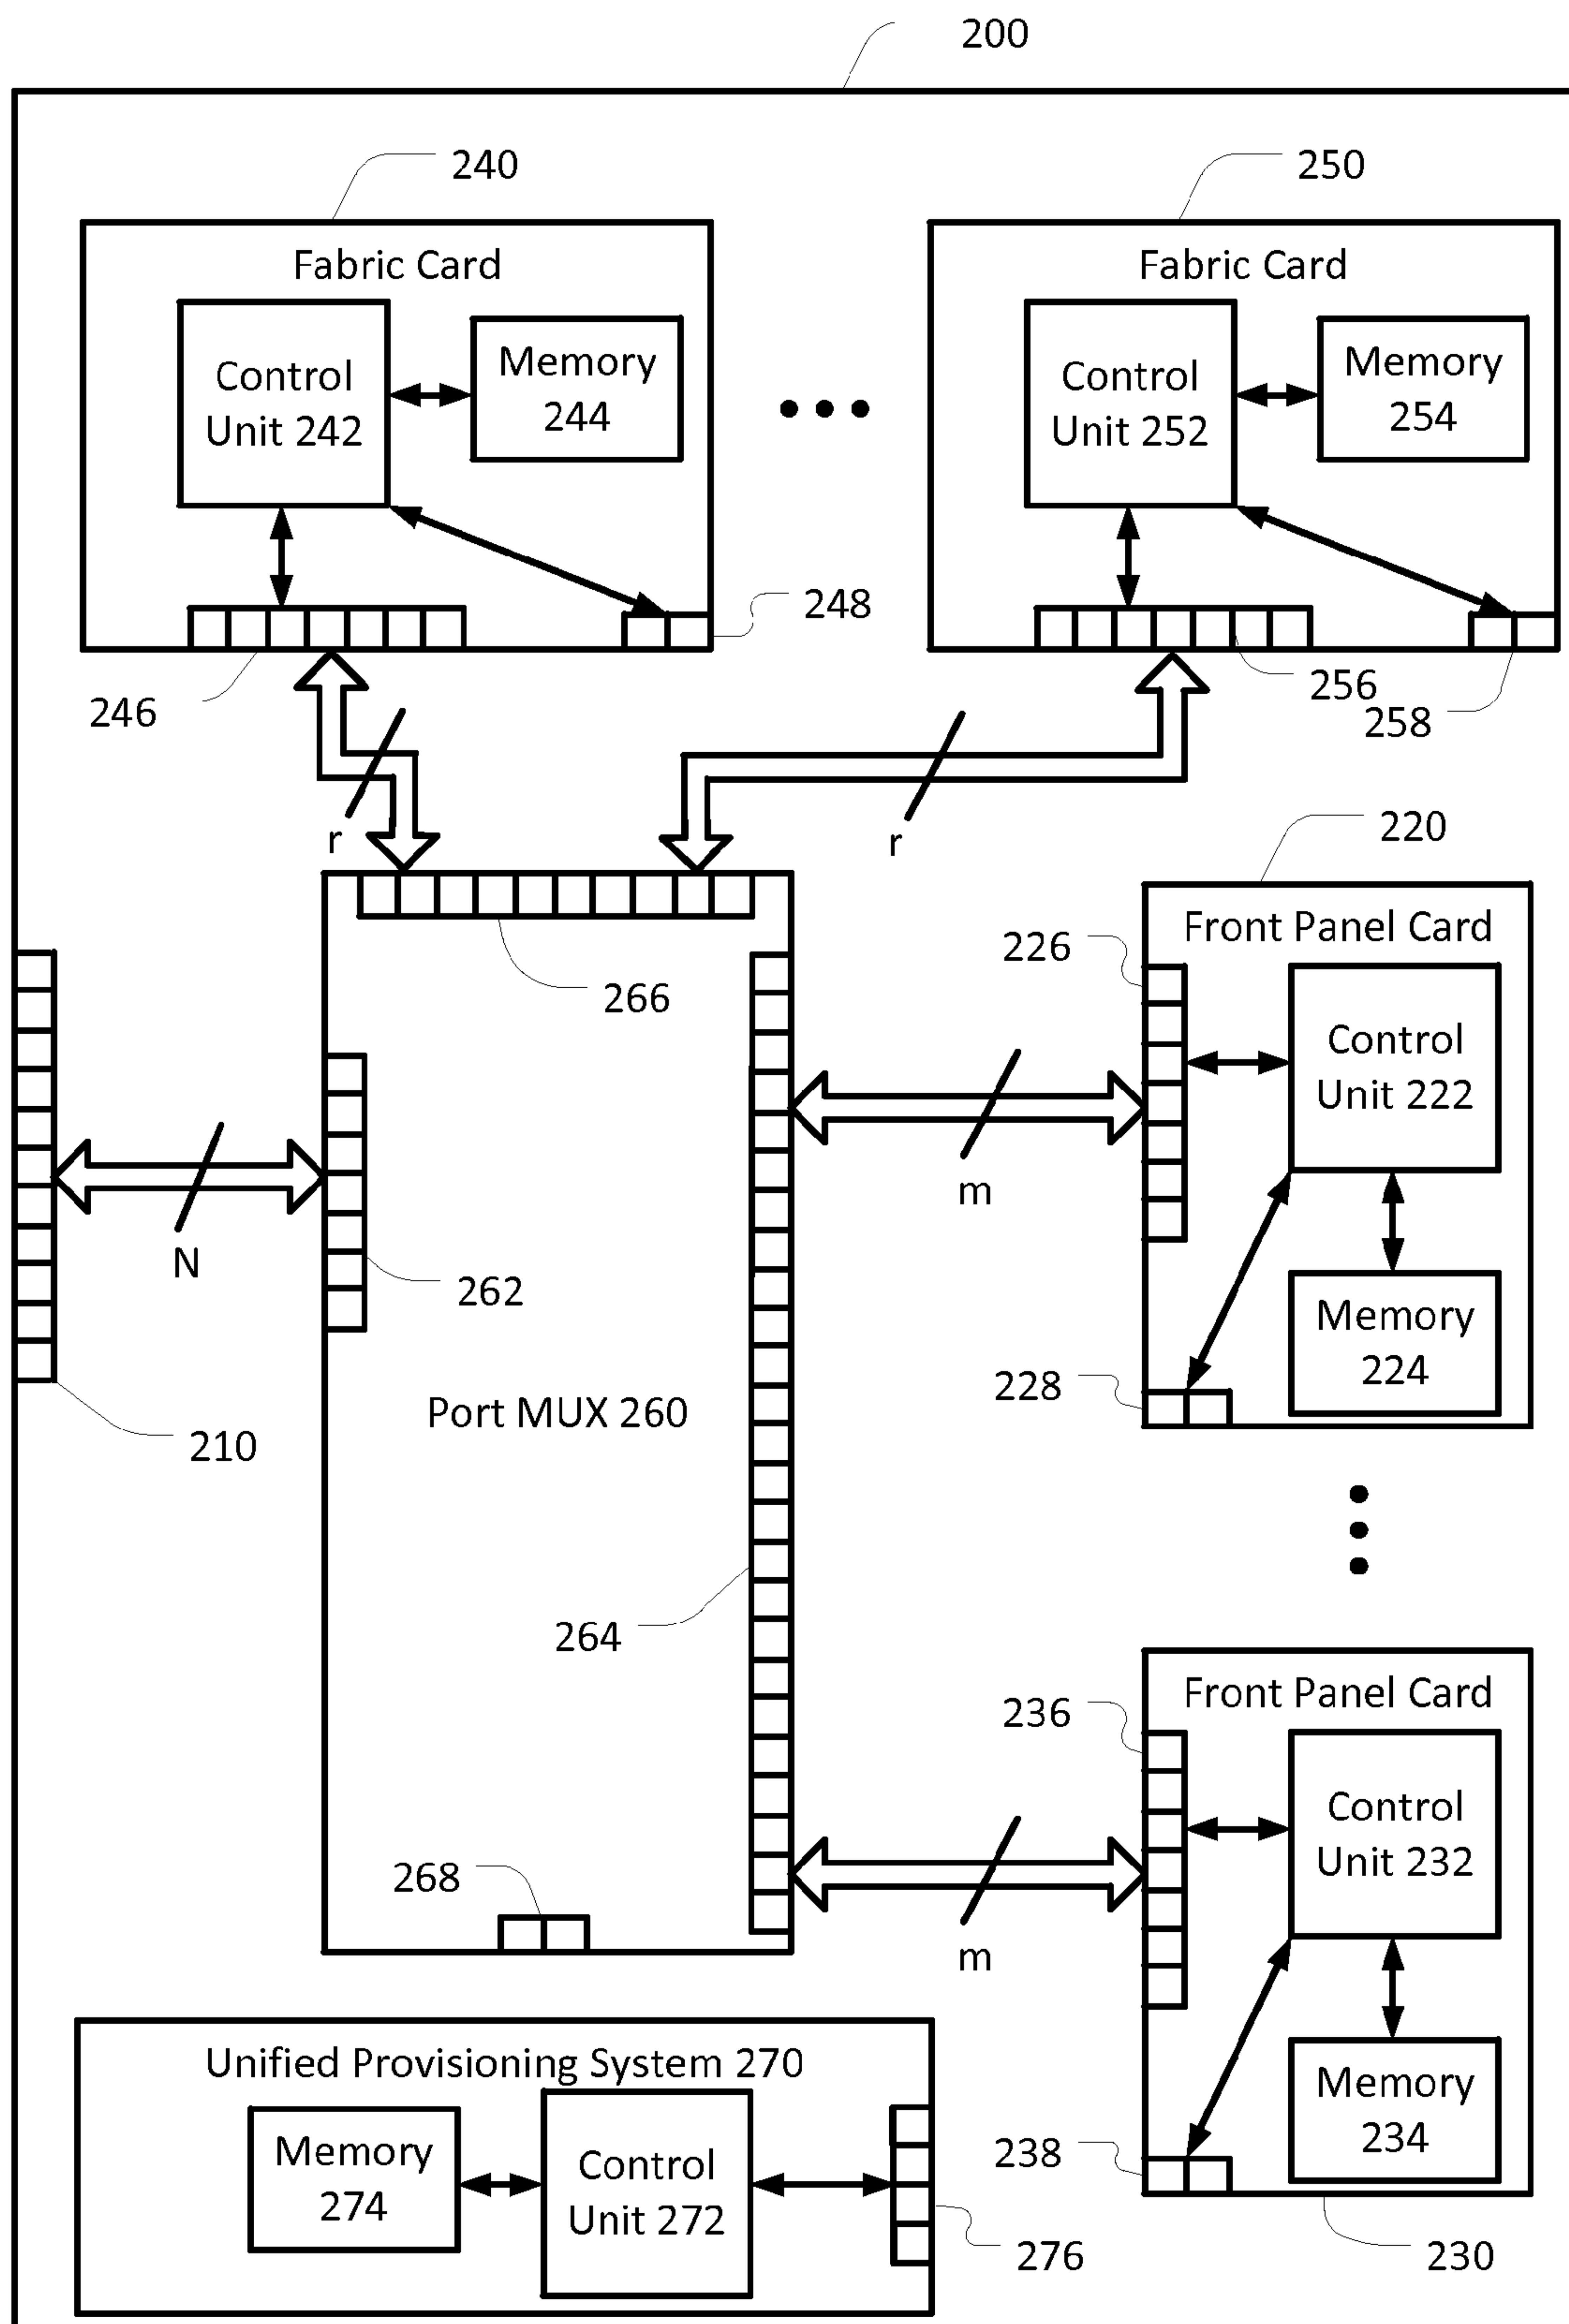 200
240
250
Fabric Card
Fabric Card
Control
Unit 242
Memory
244
Control
Unit 252
Memory
254
248
246
256
258
r
r
220
Front Panel Card
226
266
Control
Unit 222
m
N
262
Memory
224
228
Port MUX 260
210
264
Front Panel Card
236
Control
Unit 232
268
m
Unified Provisioning System 270
Memory
234
Memory
274
Control
Unit 272
238
276
230